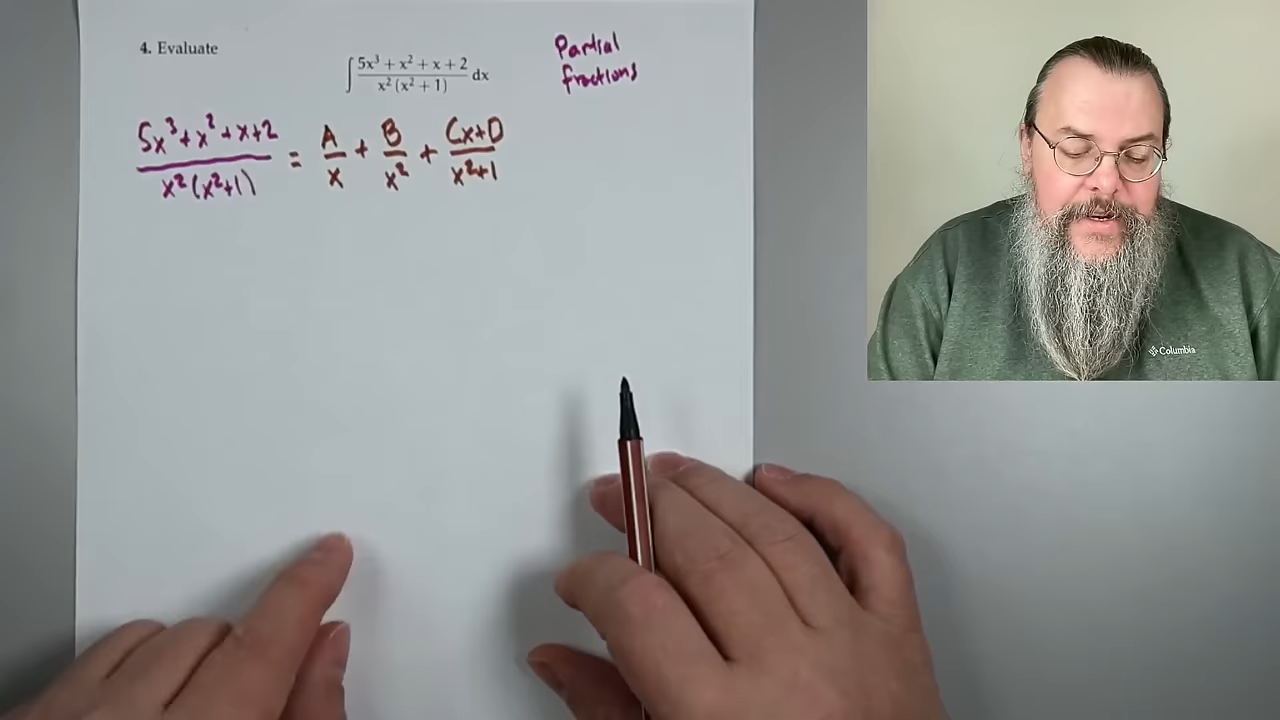 4. Evaluate
∫ (5x³ + x² + x + 2) / (x² (x² + 1)) dx
Partial
fractions
(5x³ + x² + x + 2) / (x² (x²+1)) = A/x + B/x² + (Cx+D)/(x²+1)
Columbia